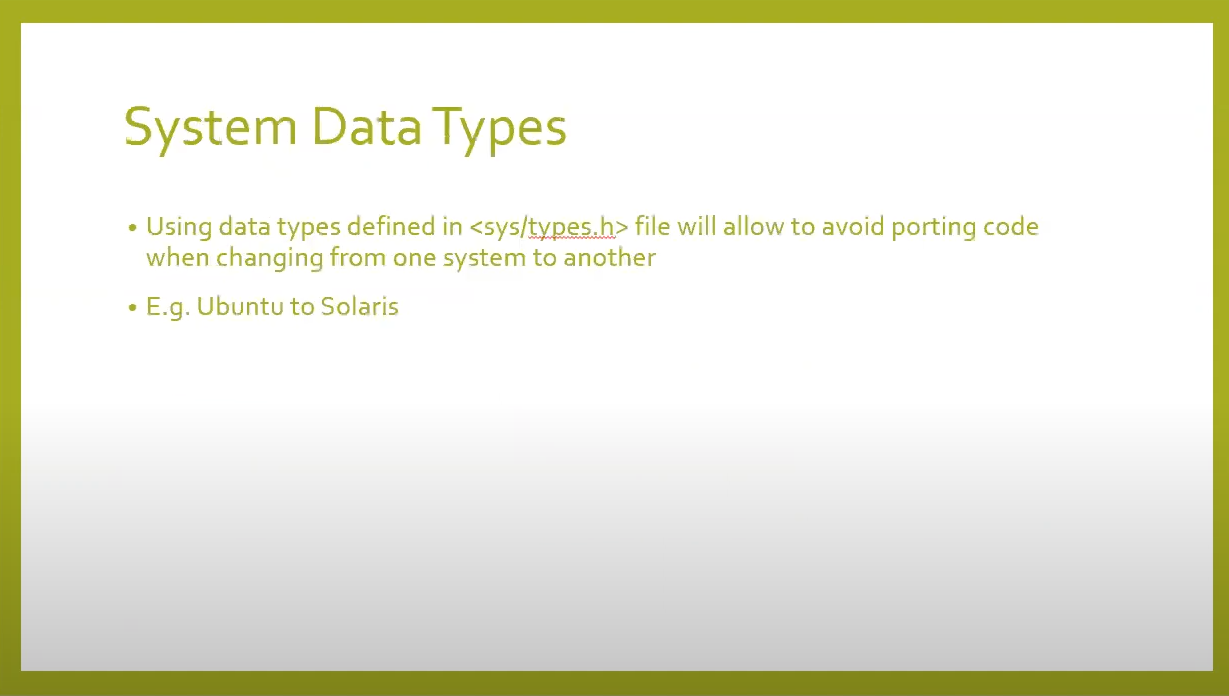 System Data Types
• Using data types defined in <sys/types.h> file will allow to avoid porting code
when changing from one system to another
• E.g. Ubuntu to Solaris